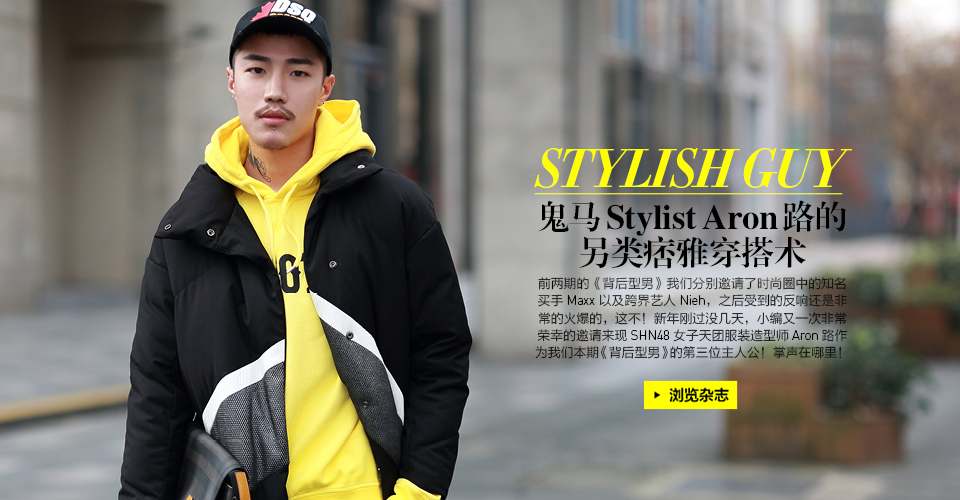 DSQ
STYLISH GUY
鬼马 Stylist Aron 路的
另类痞雅穿搭术
前两期的《背后型男》我们分别邀请了时尚圈中的知名
买手 Maxx 以及跨界艺人 Nieh，之后受到的反响还是非
常的火爆的，这不！新年刚过没几天，小编又一次非常
荣幸的邀请来现 SHN48 女子天团服装造型师 Aron 路作
为我们本期《背后型男》的第三位主人公！掌声在哪里！
浏览杂志